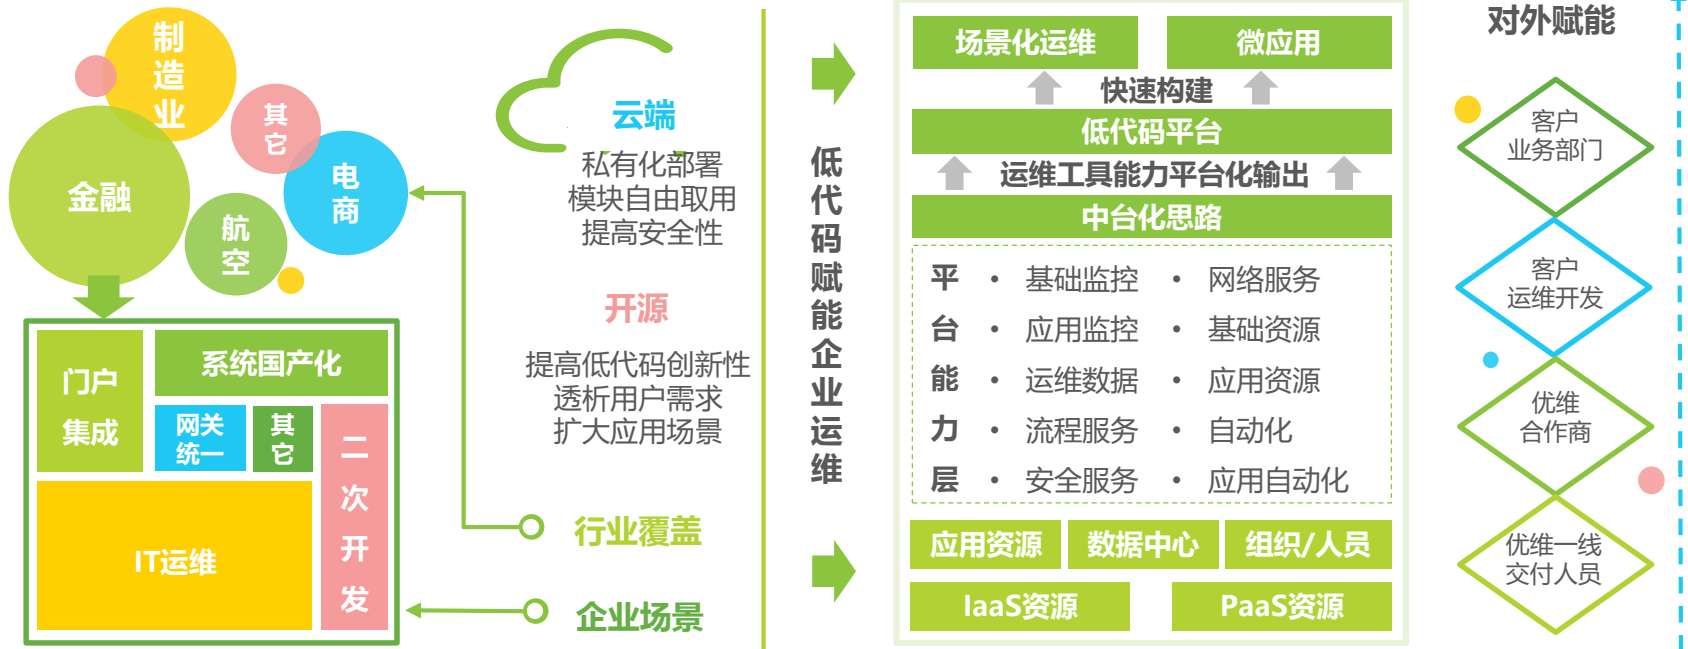 制
造
业
其
它
金融
电
商
航
空
门户
集成
系统国产化
网关
统一
其
它
二
次
开
发
IT运维
云端
私有化部署
模块自由取用
提高安全性
开源
提高低代码创新性
透析用户需求
扩大应用场景
行业覆盖
企业场景
低
代
码
赋
能
企
业
运
维
场景化运维
微应用
快速构建
低代码平台
运维工具能力平台化输出
中台化思路
平
台
能
力
层
• 基础监控 • 网络服务
• 应用监控 • 基础资源
• 运维数据 • 应用资源
• 流程服务 • 自动化
• 安全服务 • 应用自动化
应用资源
数据中心
组织/人员
IaaS资源
PaaS资源
对外赋能
客户
业务部门
客户
运维开发
优维
合作商
优维一线
交付人员